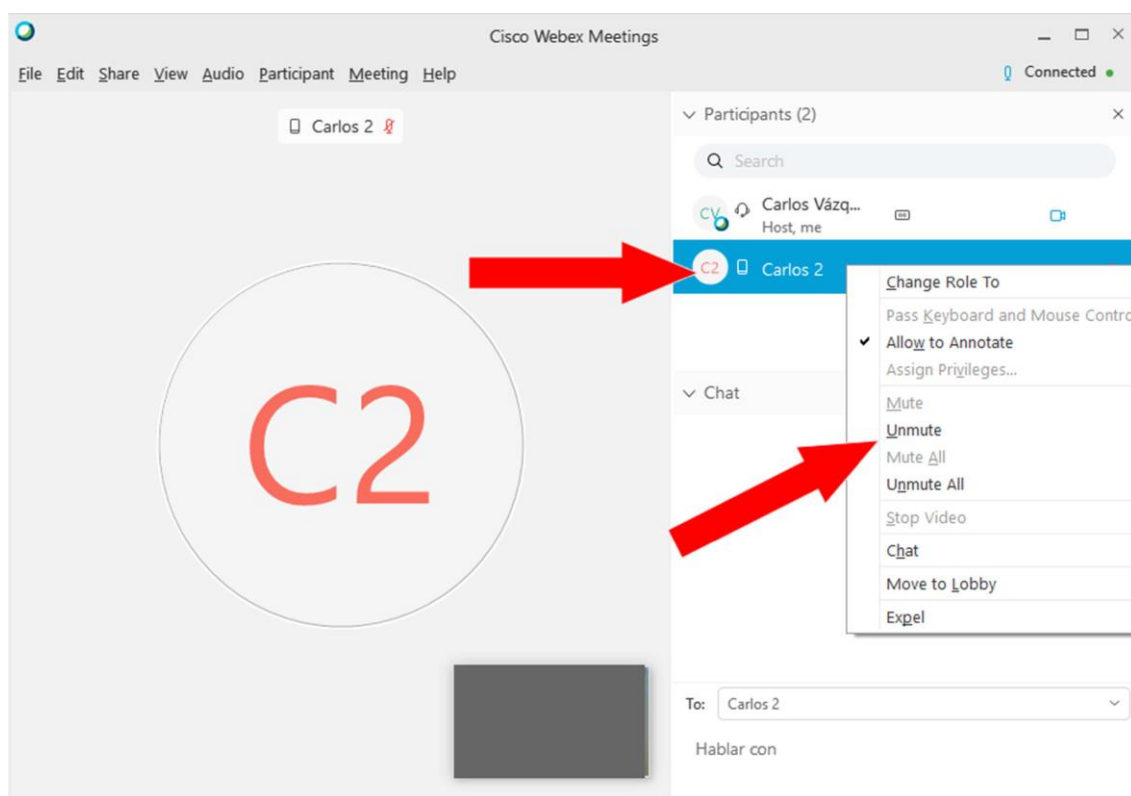 Cisco Webex Meetings
File Edit Share View Audio Participant Meeting Help
Connected
Carlos 2
Participants (2)
Search
CV
Carlos Vázq...
Host, me
C2
Carlos 2
C2
Change Role To
Pass Keyboard and Mouse Contro
Allow to Annotate
Assign Privileges...
Chat
Mute
Unmute
Mute All
Unmute All
Stop Video
Chat
Move to Lobby
Expel
To: Carlos 2
Hablar con